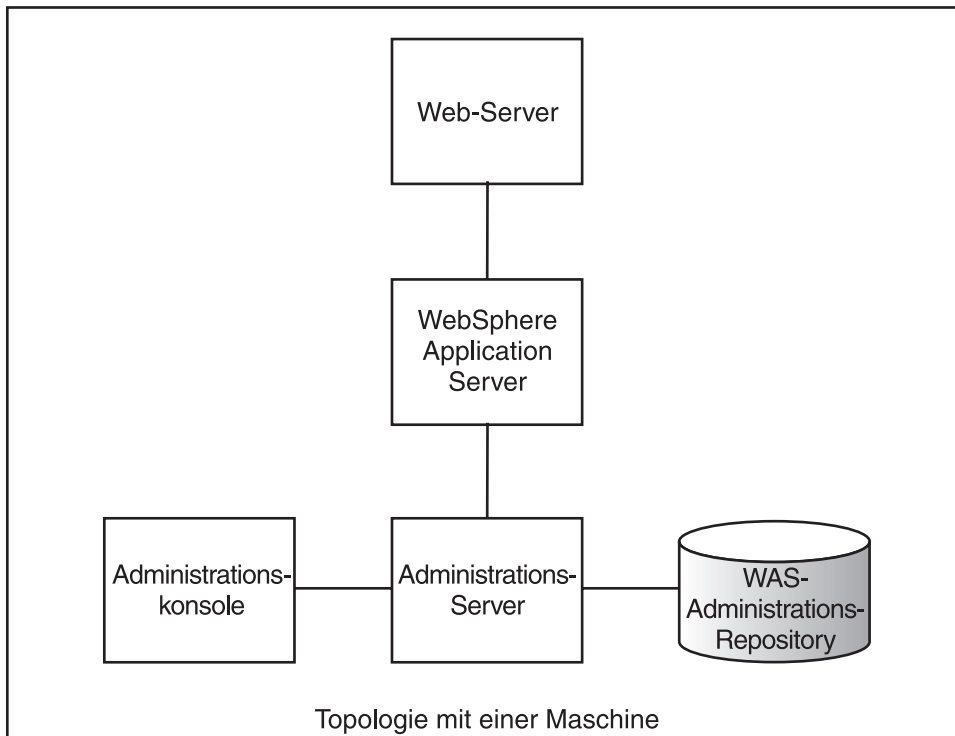 Web-Server
WebSphere
Application
Server
Administrations-
konsole
Administrations-
Server
WAS-
Administrations-
Repository
Topologie mit einer Maschine